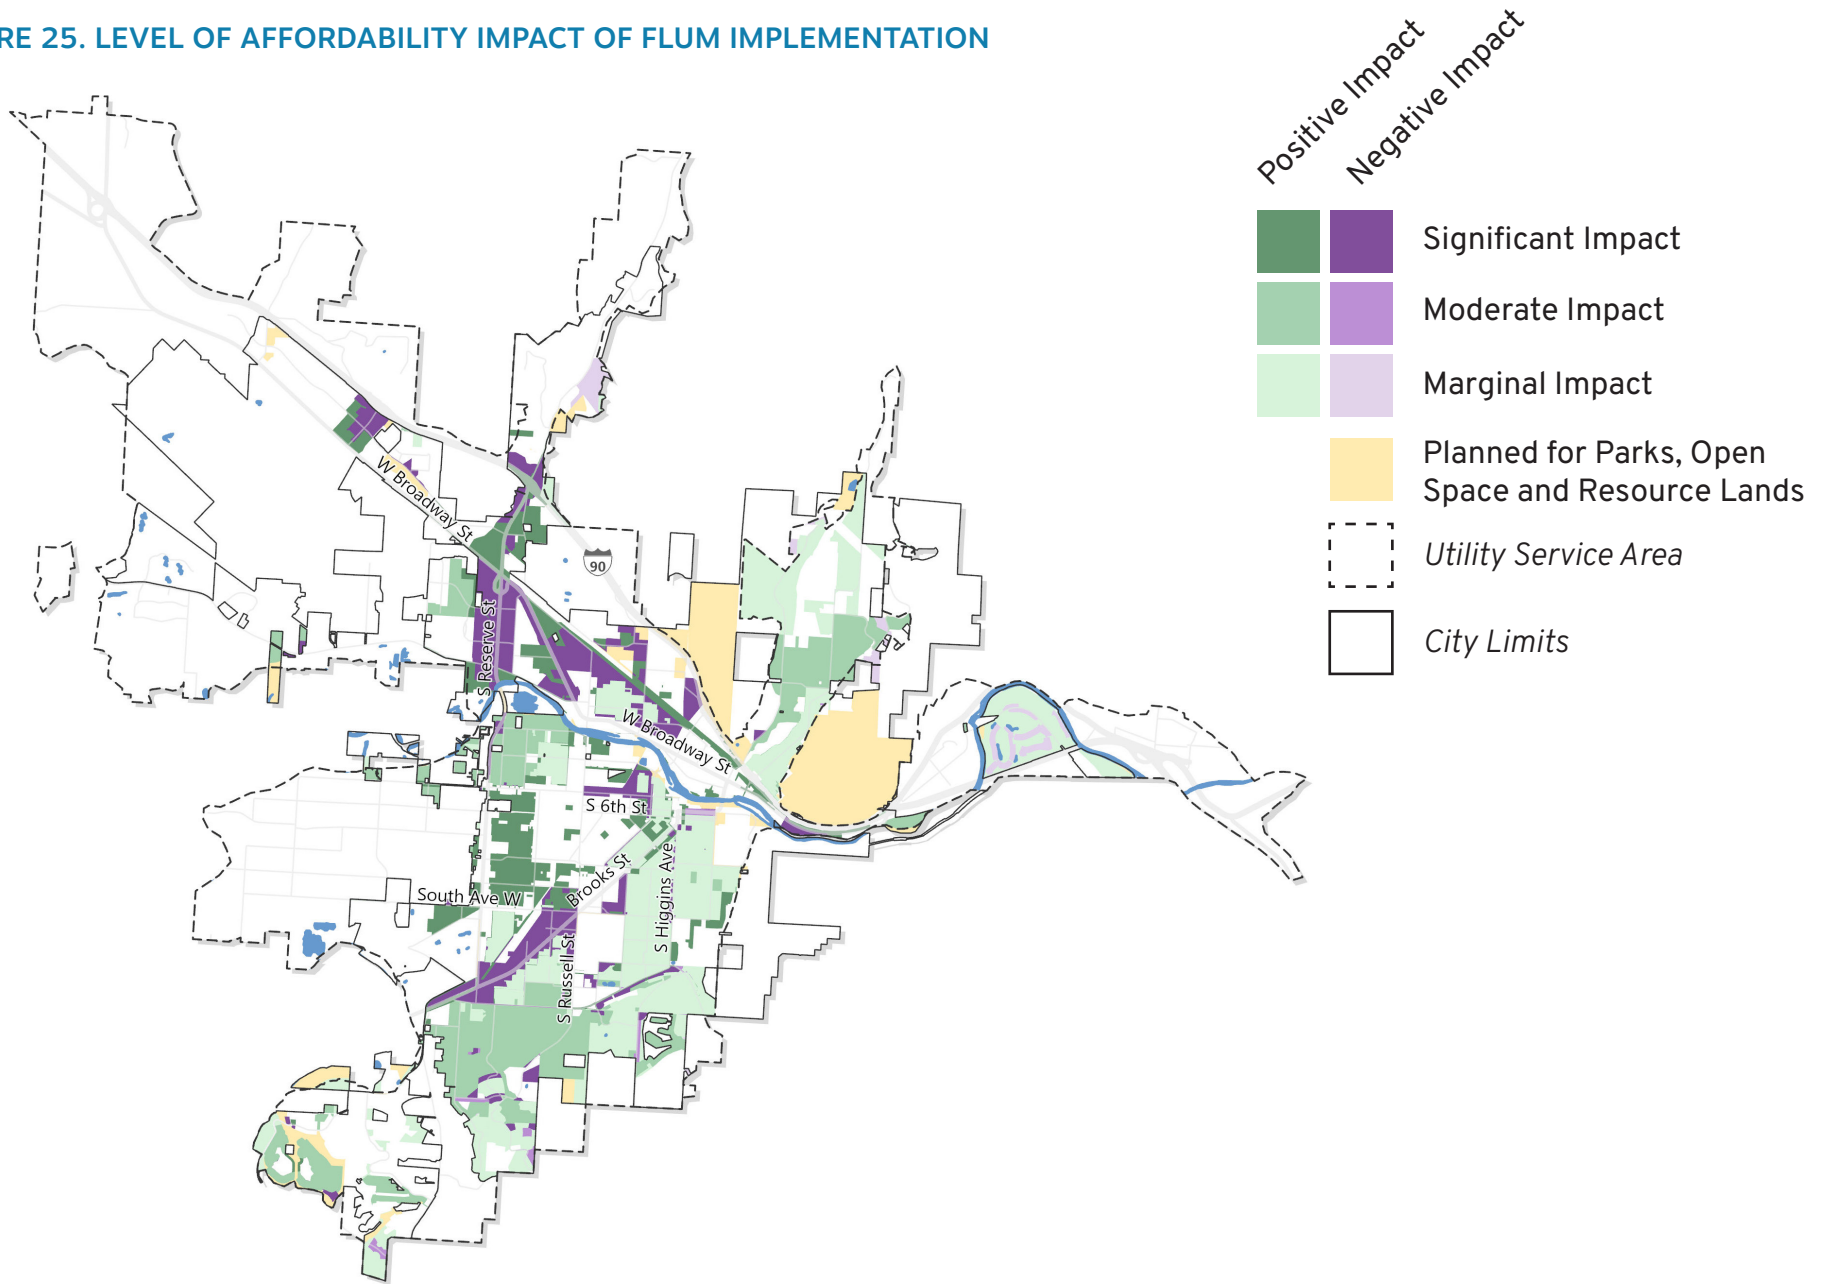 RE 25. LEVEL OF AFFORDABILITY IMPACT OF FLUM IMPLEMENTATION
Positive Impact
Negative Impact
Significant Impact
Moderate Impact
Marginal Impact
Planned for Parks, Open
Space and Resource Lands
Utility Service Area
City Limits
W Broadway St
90
S Reserve St
W Broadway St
S 6th St
Brooks St
South Ave W
S Higgins Ave
S Russell St